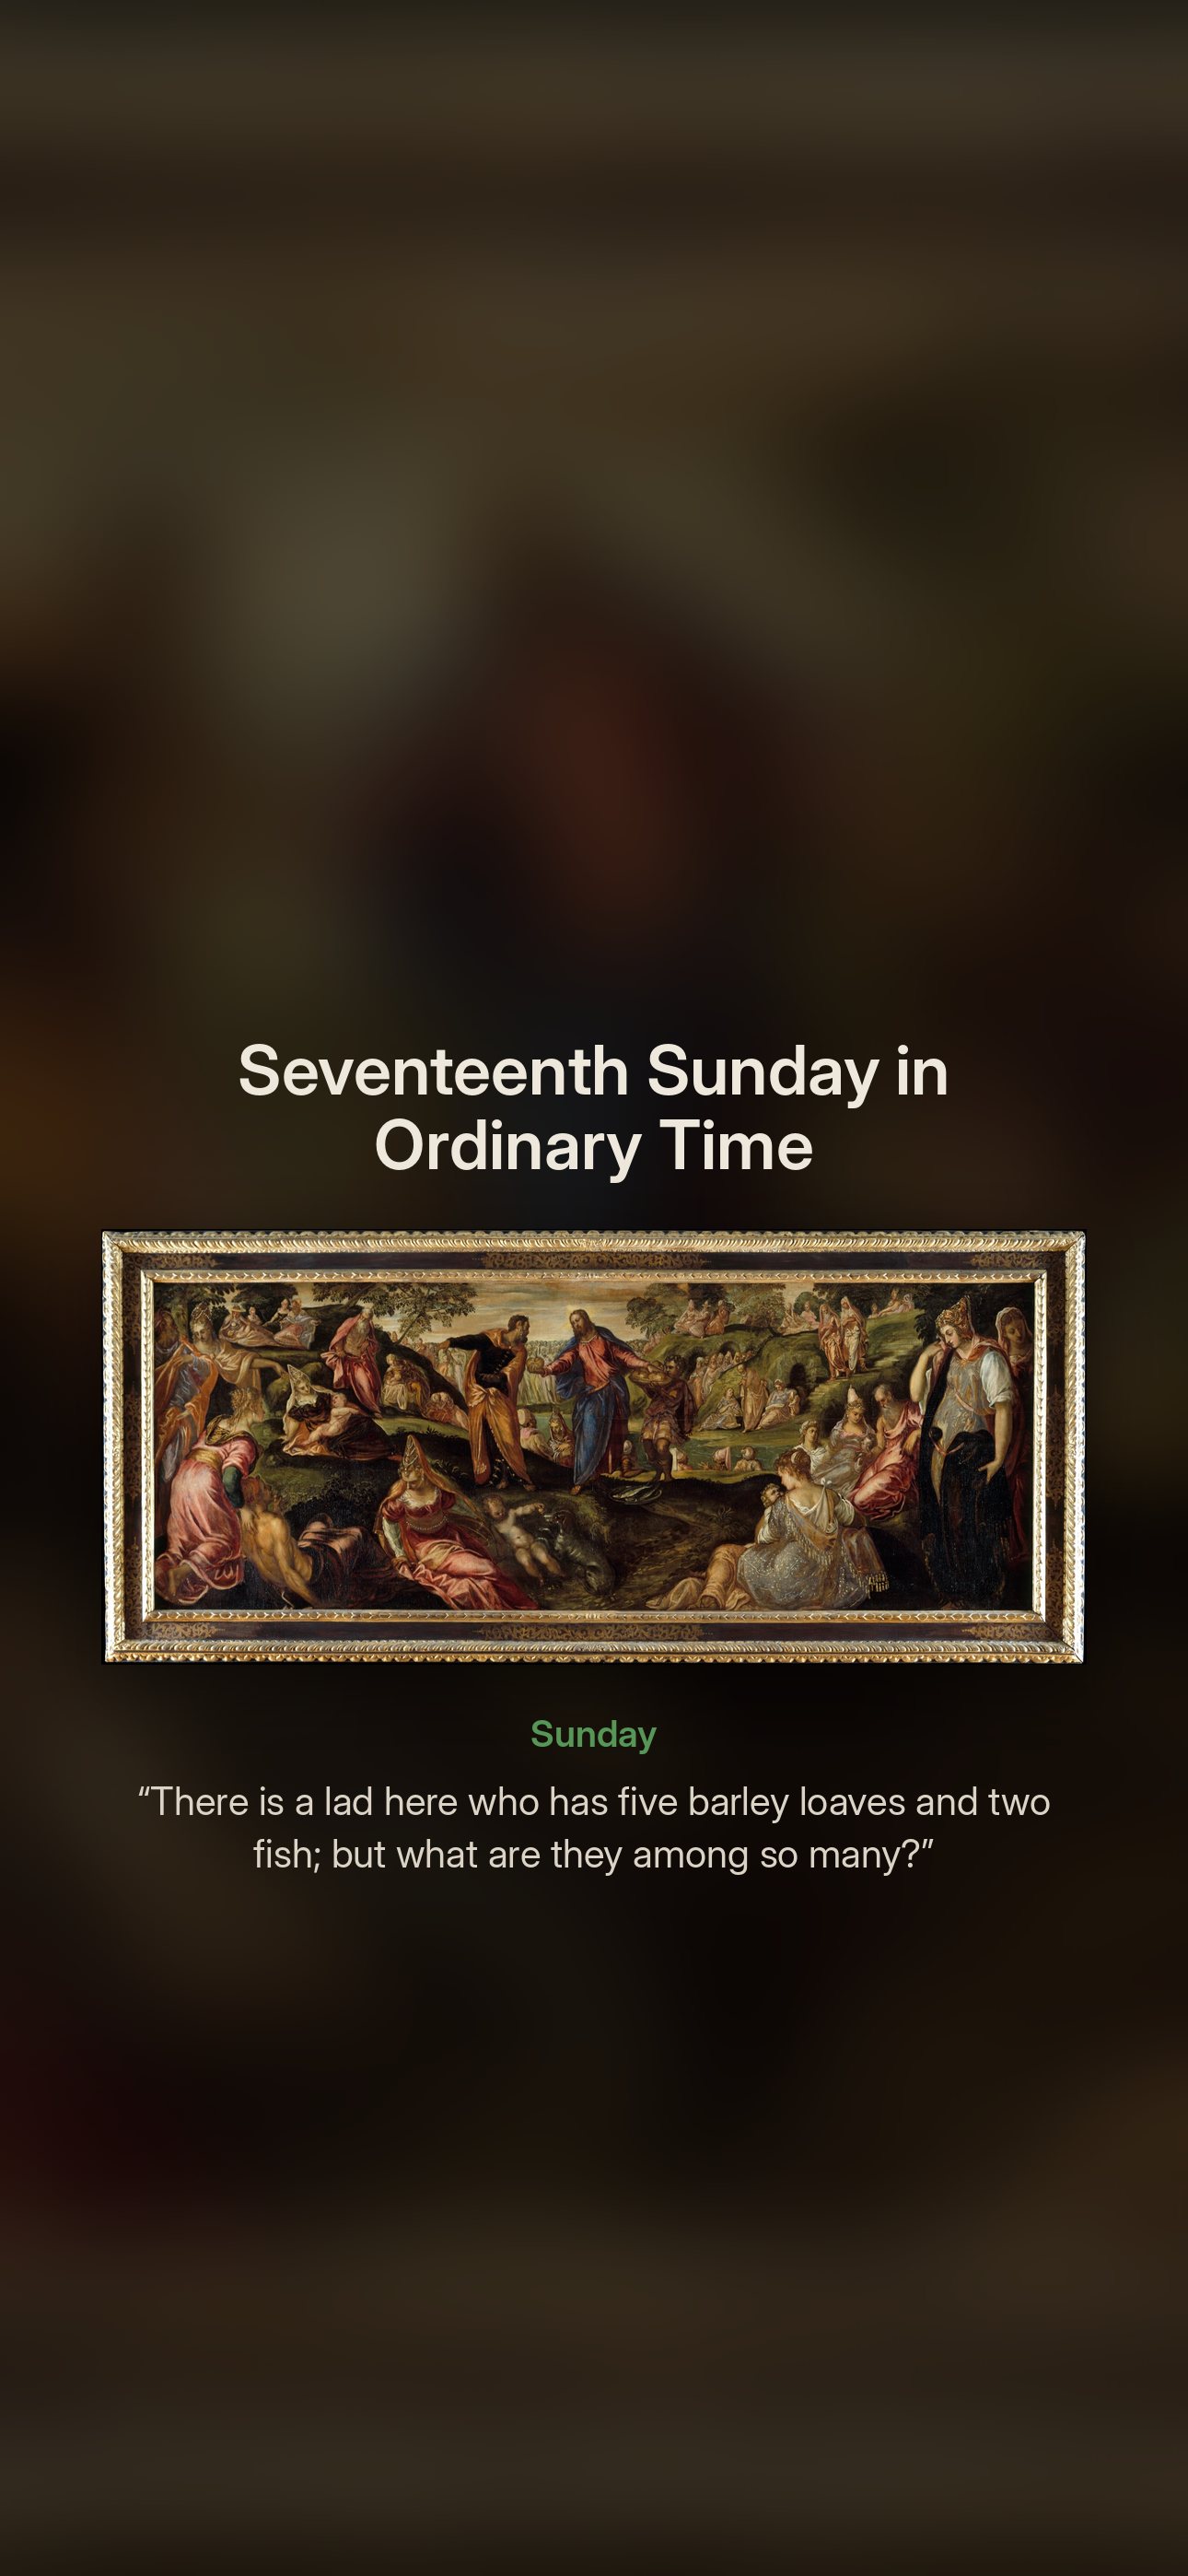 Seventeenth Sunday in
Ordinary Time
Sunday
“There is a lad here who has five barley loaves and two
fish; but what are they among so many?”